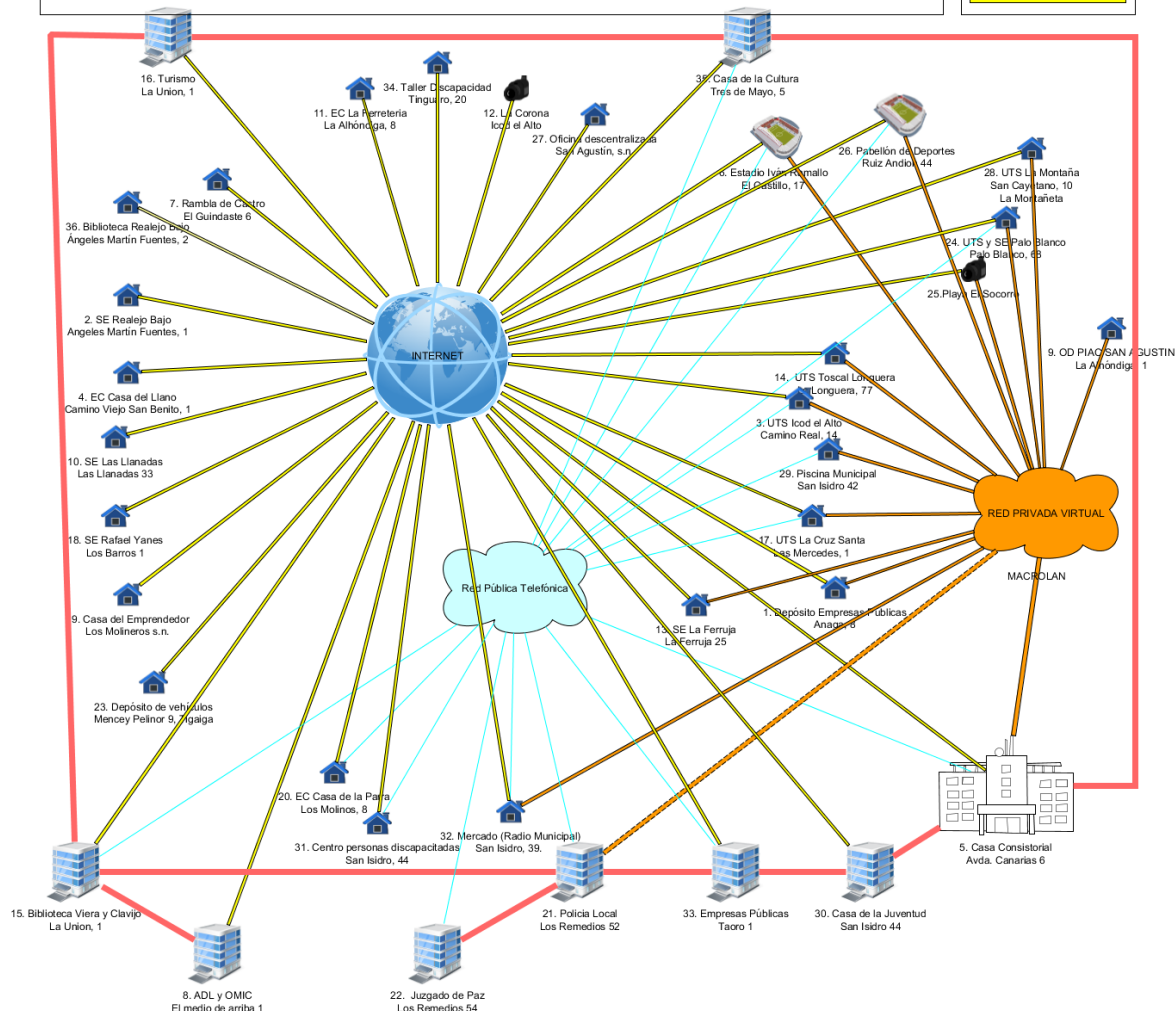 16. Turismo
La Union, 1
34. Taller Discapacidad
Tinguaro, 20
35. Casa de la Cultura
Tres de Mayo, 5
11. EC La Ferreteria
La Alhóndiga, 8
12. La Corona
Icod el Alto
27. Oficina descentralizada
San Agustin, s.n.
6. Estadio Iván Ramallo
El Castillo, 17
26. Pabellón de Deportes
Ruiz Andión 44
28. UTS La Montaña
San Cayetano, 10
La Montañeta
7. Rambla de Castro
El Guindaste 6
36. Biblioteca Realejo Bajo
Ángeles Martín Fuentes, 2
24. UTS y SE Palo Blanco
Palo Blanco, 63
25.Playa El Socorro
2. SE Realejo Bajo
Angeles Martín Fuentes, 1
INTERNET
9. OD PIAC SAN AGUSTIN
La Alhóndiga 1
14. UTS Toscal Longuera
Longuera, 77
4. EC Casa del Llano
Camino Viejo San Benito, 1
3. UTS Icod el Alto
Camino Real, 14
10. SE Las Llanadas
Las Llanadas 33
29. Piscina Municipal
San Isidro 42
RED PRIVADA VIRTUAL
18. SE Rafael Yanes
Los Barros 1
17. UTS La Cruz Santa
Las Mercedes, 1
MACROLAN
Red Pública Telefónica
19. Casa del Emprendedor
Los Molineros s.n.
13. SE La Ferruja
La Ferruja 25
1. Depósito Empresas Públicas
Anaga, 8
23. Depósito de vehículos
Mencey Pelinor 9, Tigaiga
20. EC Casa de la Parra
Los Molinos, 8
31. Centro personas discapacitadas
San Isidro, 44
32. Mercado (Radio Municipal)
San Isidro, 39.
5. Casa Consistorial
Avda. Canarias 6
15. Biblioteca Viera y Clavijo
La Union, 1
21. Policia Local
Los Remedios 52
33. Empresas Públicas
Taoro 1
30. Casa de la Juventud
San Isidro 44
8. ADL y OMIC
El medio de arriba 1
22. Juzgado de Paz
Los Remedios 54